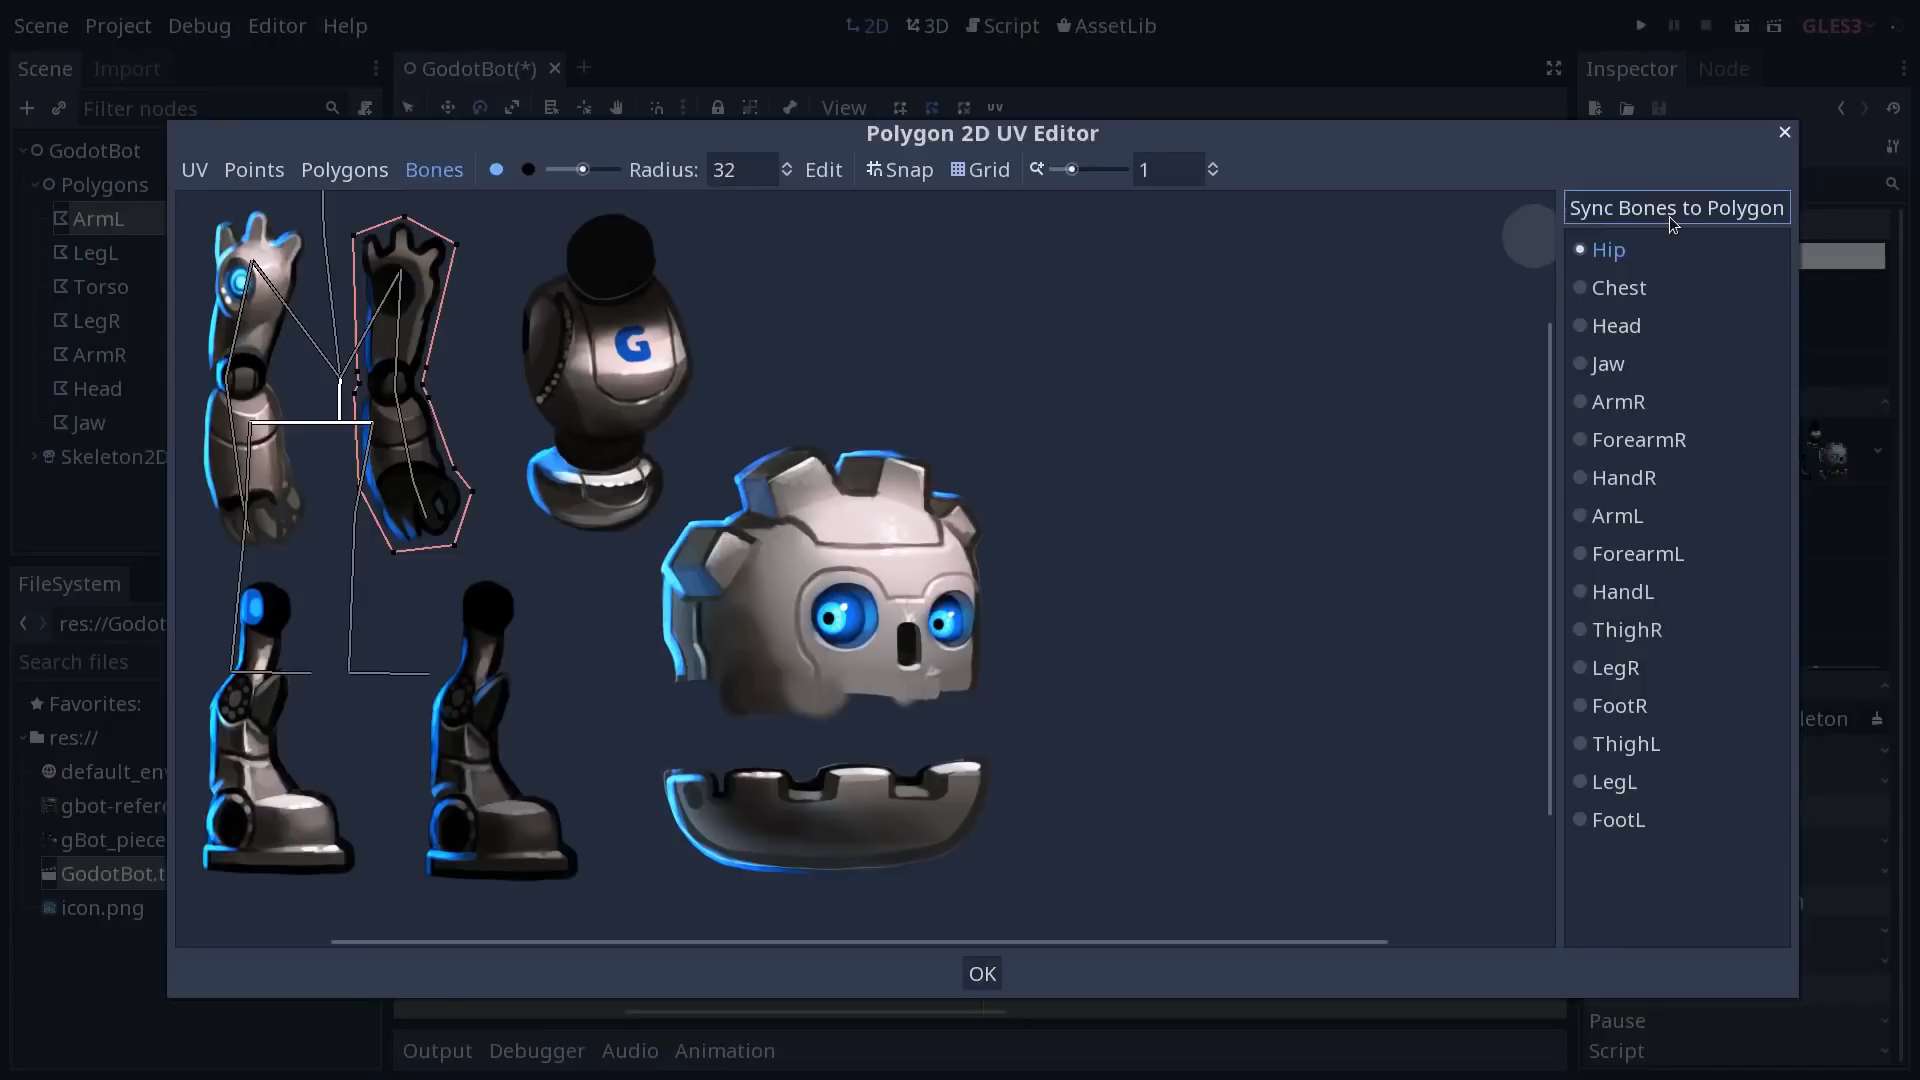 Scene Project Debug Editor Help 2D 3D Script AssetLib GLES3
Scene Import GodotBot(*) Inspector Node
Filter nodes View UV
Polygon 2D UV Editor
UV Points Polygons Bones Radius: 32 Edit Snap Grid 1
GodotBot
Polygons
ArmL
LegL
Torso
LegR
ArmR
Head
Jaw
Skeleton2D
FileSystem
res://Godot
Search files
Favorites:
res://
default_env
gbot-refere
gBot_piece
GodotBot.t
icon.png
G
Sync Bones to Polygon
Hip
Chest
Head
Jaw
ArmR
ForearmR
HandR
ArmL
ForearmL
HandL
ThighR
LegR
FootR
ThighL
LegL
FootL
leton
OK
Output Debugger Audio Animation
Pause
Script